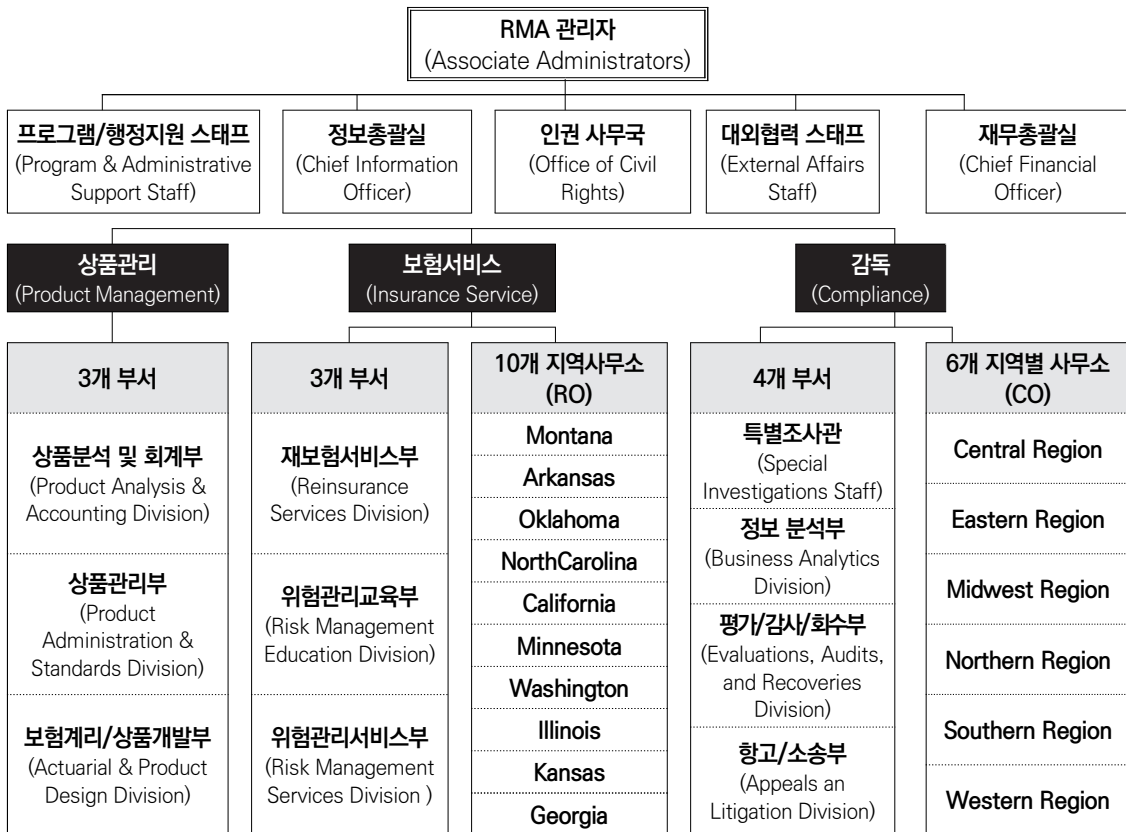 RMA 관리자
(Associate Administrators)
프로그램/행정지원 스태프
(Program & Administrative
Support Staff)
정보총괄실
(Chief Information
Officer)
인권 사무국
(Office of Civil
Rights)
대외협력 스태프
(External Affairs
Staff)
재무총괄실
(Chief Financial
Officer)
상품관리
(Product Management)
보험서비스
(Insurance Service)
감독
(Compliance)
3개 부서
상품분석 및 회계부
(Product Analysis &
Accounting Division)
상품관리부
(Product
Administration &
Standards Division)
보험계리/상품개발부
(Actuarial & Product
Design Division)
3개 부서
재보험서비스부
(Reinsurance
Services Division)
위험관리교육부
(Risk Management
Education Division)
위험관리서비스부
(Risk Management
Services Division )
10개 지역사무소
(RO)
Montana
Arkansas
Oklahoma
NorthCarolina
California
Minnesota
Washington
Illinois
Kansas
Georgia
4개 부서
특별조사관
(Special
Investigations Staff)
정보 분석부
(Business Analytics
Division)
평가/감사/회수부
(Evaluations, Audits,
and Recoveries
Division)
항고/소송부
(Appeals an
Litigation Division)
6개 지역별 사무소
(CO)
Central Region
Eastern Region
Midwest Region
Northern Region
Southern Region
Western Region